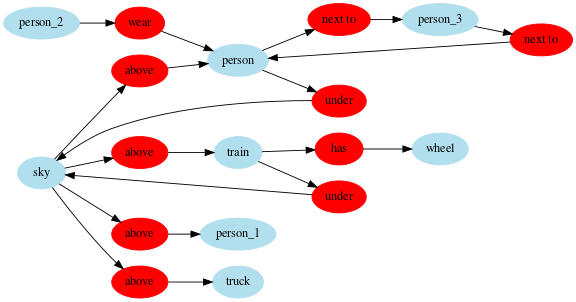 person_2
wear
next to
person_3
next to
above
person
under
above
train
has
wheel
sky
under
above
person_1
above
truck